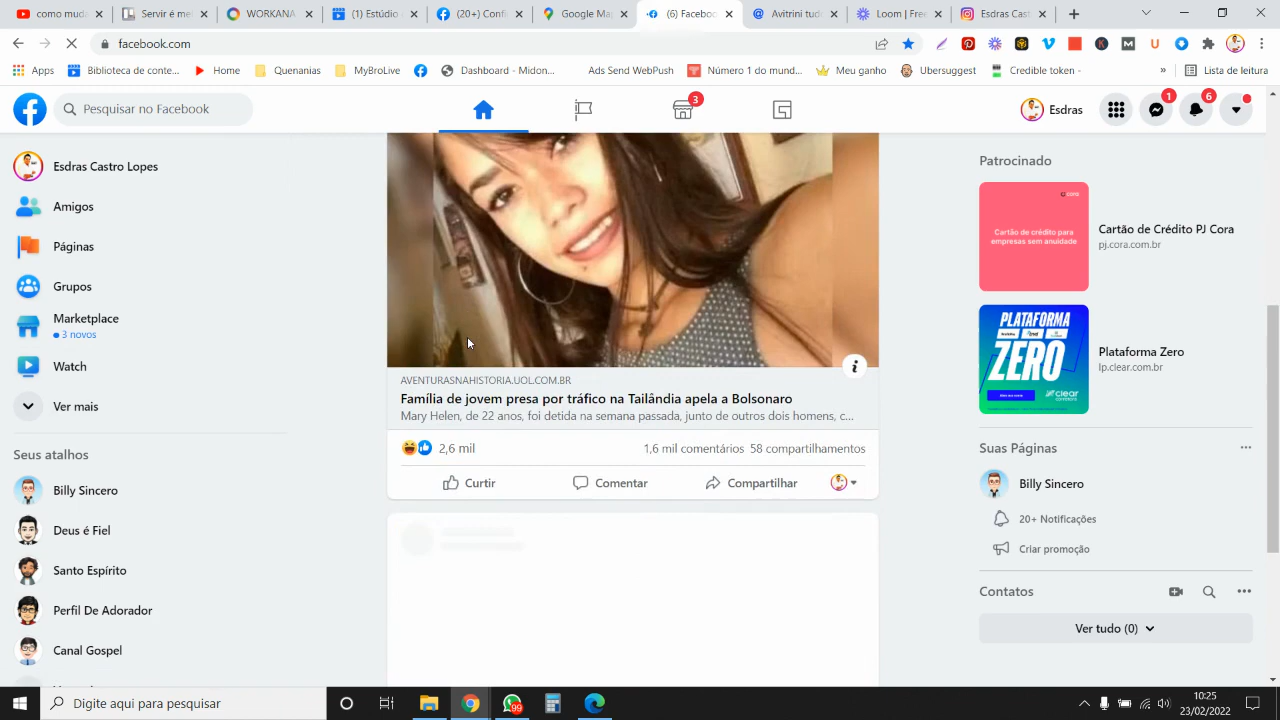 como muda
Servir é me
WORKANA
(1) Estúdio
(20+) Confi
Google Ma
(6) Faceboo
Avitrini tud
Loom | Free
Esdras Cast
facebook.com
Apps
Biblioteca de conte...
Home
Quemias
MyBroLive
Dashboard - Midon...
Ads Send WebPush
Número 1 do mund...
Meu ganho
Ubersuggest
Credible token -
»
Lista de leitura
Pesquisar no Facebook
3
Esdras
1
6
Esdras Castro Lopes
Amigos
Páginas
Grupos
Marketplace
3 novos
Watch
Ver mais
Seus atalhos
Billy Sincero
Deus é Fiel
Santo Espírito
Perfil De Adorador
Canal Gospel
AVENTURASNAHISTORIA.UOL.COM.BR
Família de jovem presa por tráfico na Tailândia apela a Bolsonaro
Mary Helen, de 22 anos, foi detida na semana passada, junto de outros dois homens, c...
2,6 mil
1,6 mil comentários 58 compartilhamentos
Curtir
Comentar
Compartilhar
Patrocinado
cora
Cartão de crédito para
empresas sem anuidade
Cartão de Crédito PJ Cora
pj.cora.com.br
PLATAFORMA
ZERO
clear
Plataforma Zero
lp.clear.com.br
Suas Páginas
Billy Sincero
20+ Notificações
Criar promoção
Contatos
Ver tudo (0)
Digite aqui para pesquisar
99
10:25
23/02/2022